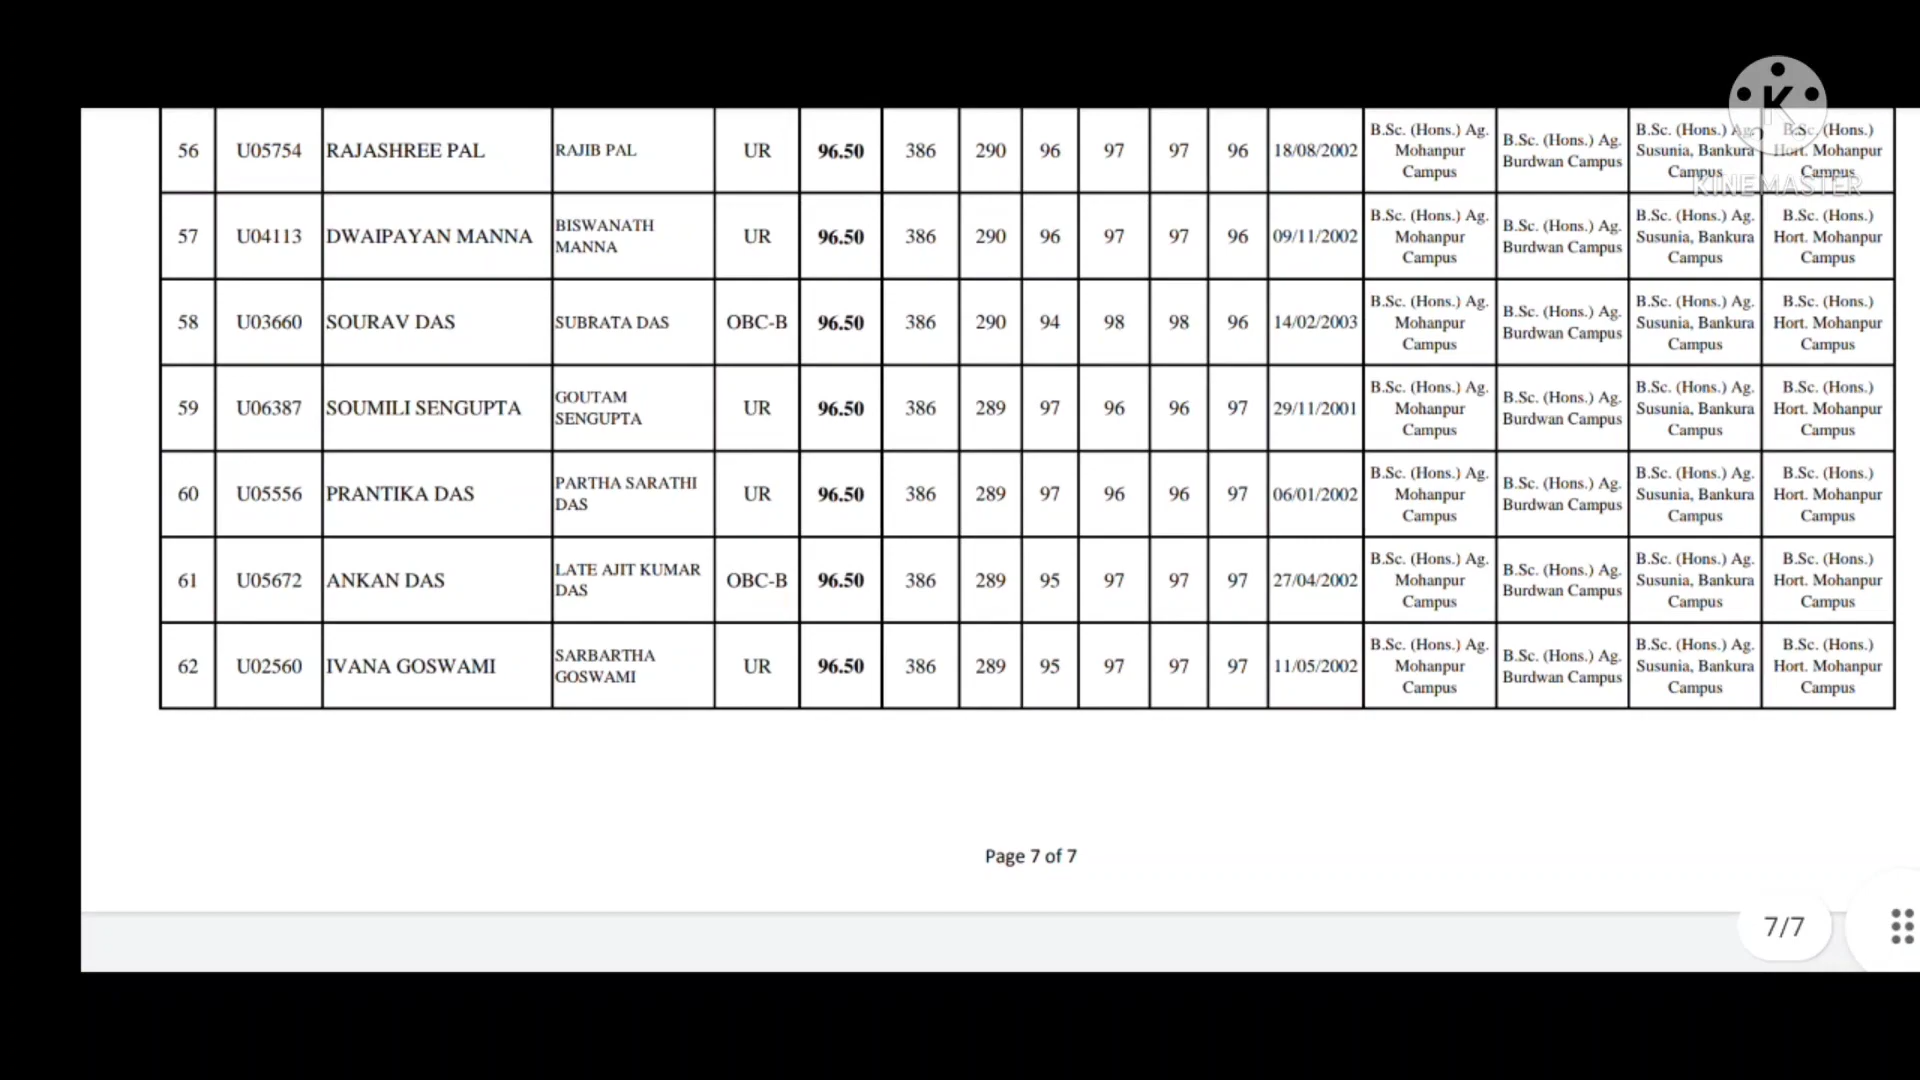 56 U05754 RAJASHREE PAL RAJIB PAL UR 96.50 386 290 96 97 97 96 18/08/2002 B.Sc. (Hons.) Ag. Mohanpur Campus B.Sc. (Hons.) Ag. Burdwan Campus B.Sc. (Hons.) Ag. Susunia, Bankura Campus B.Sc. (Hons.) Hort. Mohanpur Campus
K
KINEMASTER
57 U04113 DWAIPAYAN MANNA BISWANATH MANNA UR 96.50 386 290 96 97 97 96 09/11/2002 B.Sc. (Hons.) Ag. Mohanpur Campus B.Sc. (Hons.) Ag. Burdwan Campus B.Sc. (Hons.) Ag. Susunia, Bankura Campus B.Sc. (Hons.) Hort. Mohanpur Campus
58 U03660 SOURAV DAS SUBRATA DAS OBC-B 96.50 386 290 94 98 98 96 14/02/2003 B.Sc. (Hons.) Ag. Mohanpur Campus B.Sc. (Hons.) Ag. Burdwan Campus B.Sc. (Hons.) Ag. Susunia, Bankura Campus B.Sc. (Hons.) Hort. Mohanpur Campus
59 U06387 SOUMILI SENGUPTA GOUTAM SENGUPTA UR 96.50 386 289 97 96 96 97 29/11/2001 B.Sc. (Hons.) Ag. Mohanpur Campus B.Sc. (Hons.) Ag. Burdwan Campus B.Sc. (Hons.) Ag. Susunia, Bankura Campus B.Sc. (Hons.) Hort. Mohanpur Campus
60 U05556 PRANTIKA DAS PARTHA SARATHI DAS UR 96.50 386 289 97 96 96 97 06/01/2002 B.Sc. (Hons.) Ag. Mohanpur Campus B.Sc. (Hons.) Ag. Burdwan Campus B.Sc. (Hons.) Ag. Susunia, Bankura Campus B.Sc. (Hons.) Hort. Mohanpur Campus
61 U05672 ANKAN DAS LATE AJIT KUMAR DAS OBC-B 96.50 386 289 95 97 97 97 27/04/2002 B.Sc. (Hons.) Ag. Mohanpur Campus B.Sc. (Hons.) Ag. Burdwan Campus B.Sc. (Hons.) Ag. Susunia, Bankura Campus B.Sc. (Hons.) Hort. Mohanpur Campus
62 U02560 IVANA GOSWAMI SARBARTHA GOSWAMI UR 96.50 386 289 95 97 97 97 11/05/2002 B.Sc. (Hons.) Ag. Mohanpur Campus B.Sc. (Hons.) Ag. Burdwan Campus B.Sc. (Hons.) Ag. Susunia, Bankura Campus B.Sc. (Hons.) Hort. Mohanpur Campus
Page 7 of 7
7/7